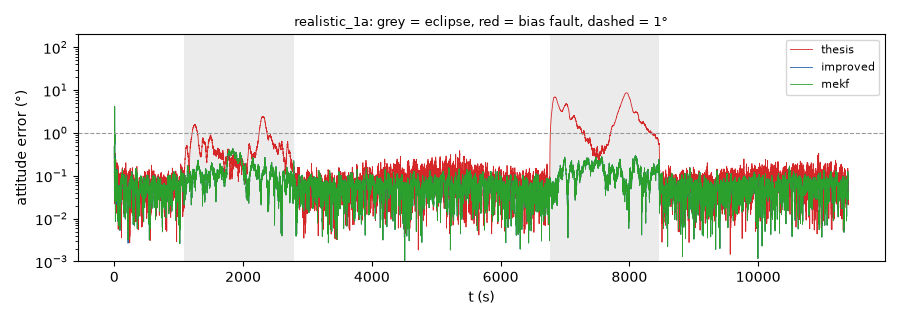 realistic_1a: grey = eclipse, red = bias fault, dashed = 1°
attitude error (°)
10²
10¹
10⁰
10⁻¹
10⁻²
10⁻³
thesis
improved
mekf
0 2000 4000 6000 8000 10000
t (s)